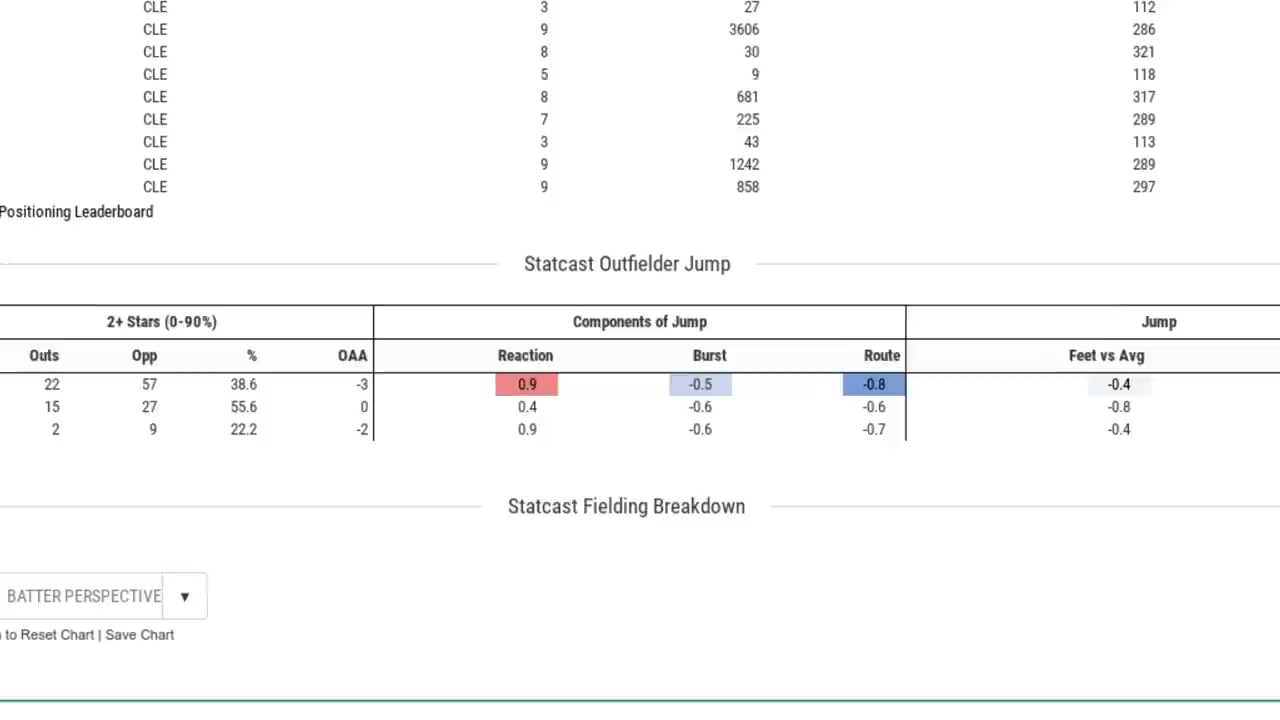 CLE 3 27 112
CLE 9 3606 286
CLE 8 30 321
CLE 5 9 118
CLE 8 681 317
CLE 7 225 289
CLE 3 43 113
CLE 9 1242 289
CLE 9 858 297
Positioning Leaderboard
Statcast Outfielder Jump
2+ Stars (0-90%) Components of Jump Jump
Outs Opp % OAA Reaction Burst Route Feet vs Avg
22 57 38.6 -3 0.9 -0.5 -0.8 -0.4
15 27 55.6 0 0.4 -0.6 -0.6 -0.8
2 9 22.2 -2 0.9 -0.6 -0.7 -0.4
Statcast Fielding Breakdown
BATTER PERSPECTIVE ▼
to Reset Chart | Save Chart